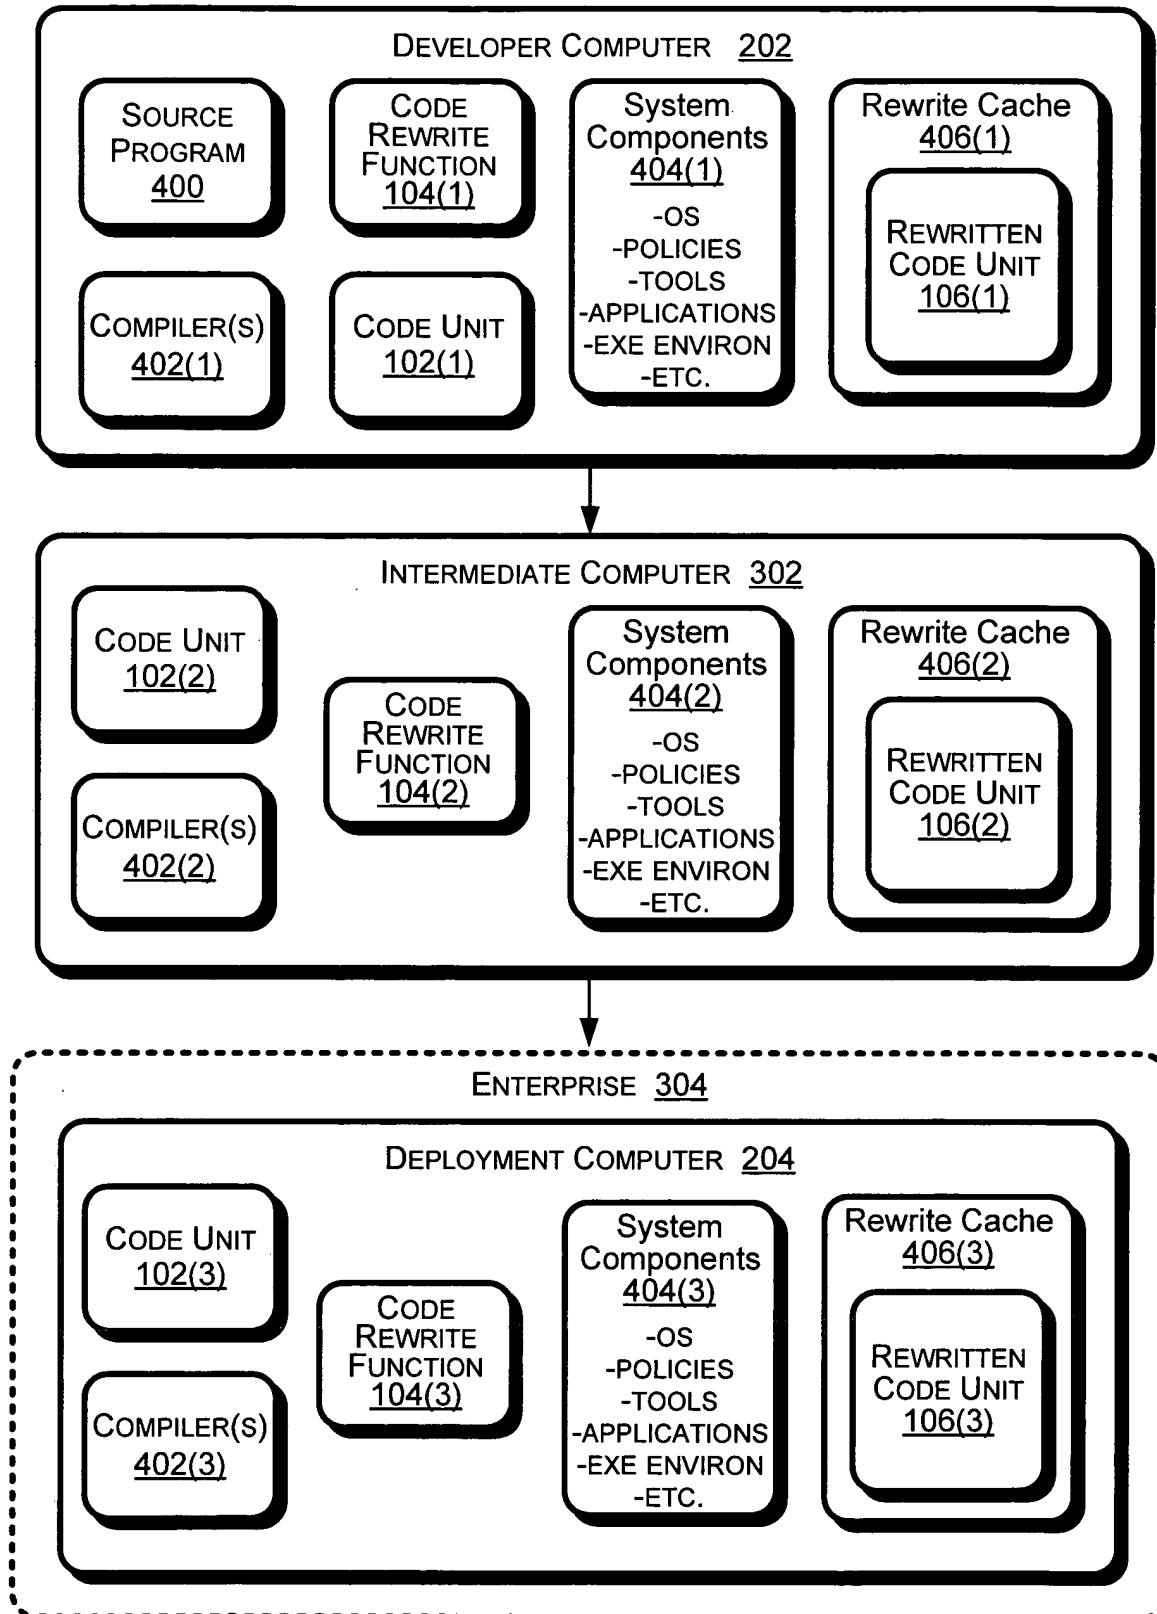 DEVELOPER COMPUTER 202
SOURCE
PROGRAM
400
CODE
REWRITE
FUNCTION
104(1)
System
Components
404(1)
-OS
-POLICIES
-TOOLS
-APPLICATIONS
-EXE ENVIRON
-ETC.
Rewrite Cache
406(1)
REWRITTEN
CODE UNIT
106(1)
COMPILER(S)
402(1)
CODE UNIT
102(1)
INTERMEDIATE COMPUTER 302
CODE UNIT
102(2)
COMPILER(S)
402(2)
CODE
REWRITE
FUNCTION
104(2)
System
Components
404(2)
-OS
-POLICIES
-TOOLS
-APPLICATIONS
-EXE ENVIRON
-ETC.
Rewrite Cache
406(2)
REWRITTEN
CODE UNIT
106(2)
ENTERPRISE 304
DEPLOYMENT COMPUTER 204
CODE UNIT
102(3)
COMPILER(S)
402(3)
CODE
REWRITE
FUNCTION
104(3)
System
Components
404(3)
-OS
-POLICIES
-TOOLS
-APPLICATIONS
-EXE ENVIRON
-ETC.
Rewrite Cache
406(3)
REWRITTEN
CODE UNIT
106(3)